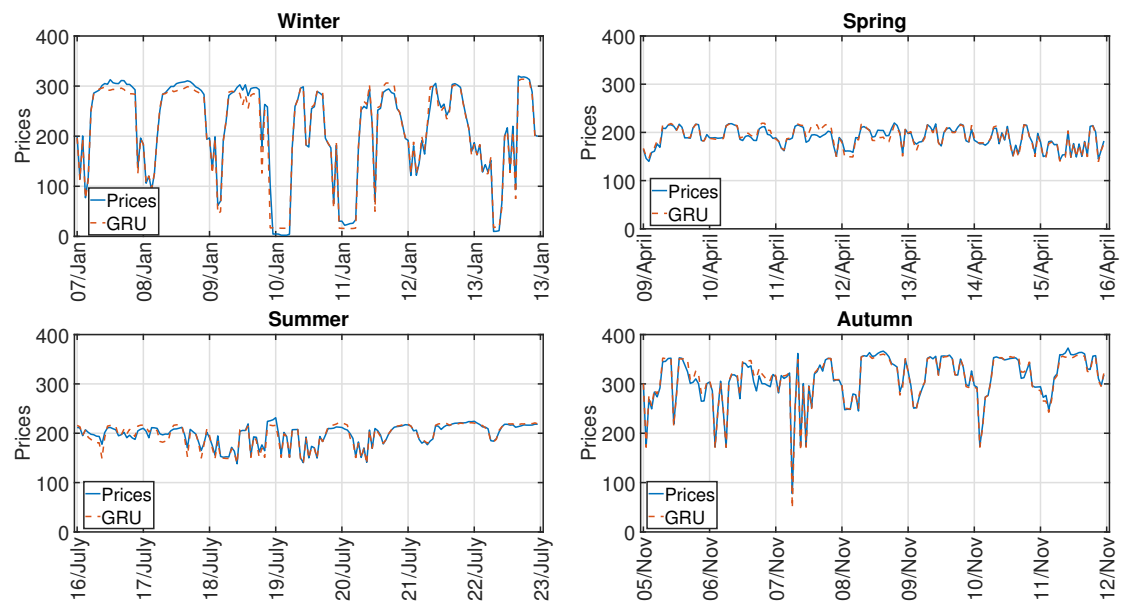 Winter
400
300
200
100
0
Prices
Prices
GRU
07/Jan
08/Jan
09/Jan
10/Jan
11/Jan
12/Jan
13/Jan
13/Jan
Spring
400
300
200
100
0
Prices
Prices
GRU
09/April
10/April
11/April
12/April
13/April
14/April
15/April
16/April
Summer
400
300
200
100
0
Prices
Prices
GRU
16/July
17/July
18/July
19/July
20/July
21/July
22/July
23/July
Autumn
400
300
200
100
0
Prices
Prices
GRU
05/Nov
06/Nov
07/Nov
08/Nov
09/Nov
10/Nov
11/Nov
12/Nov